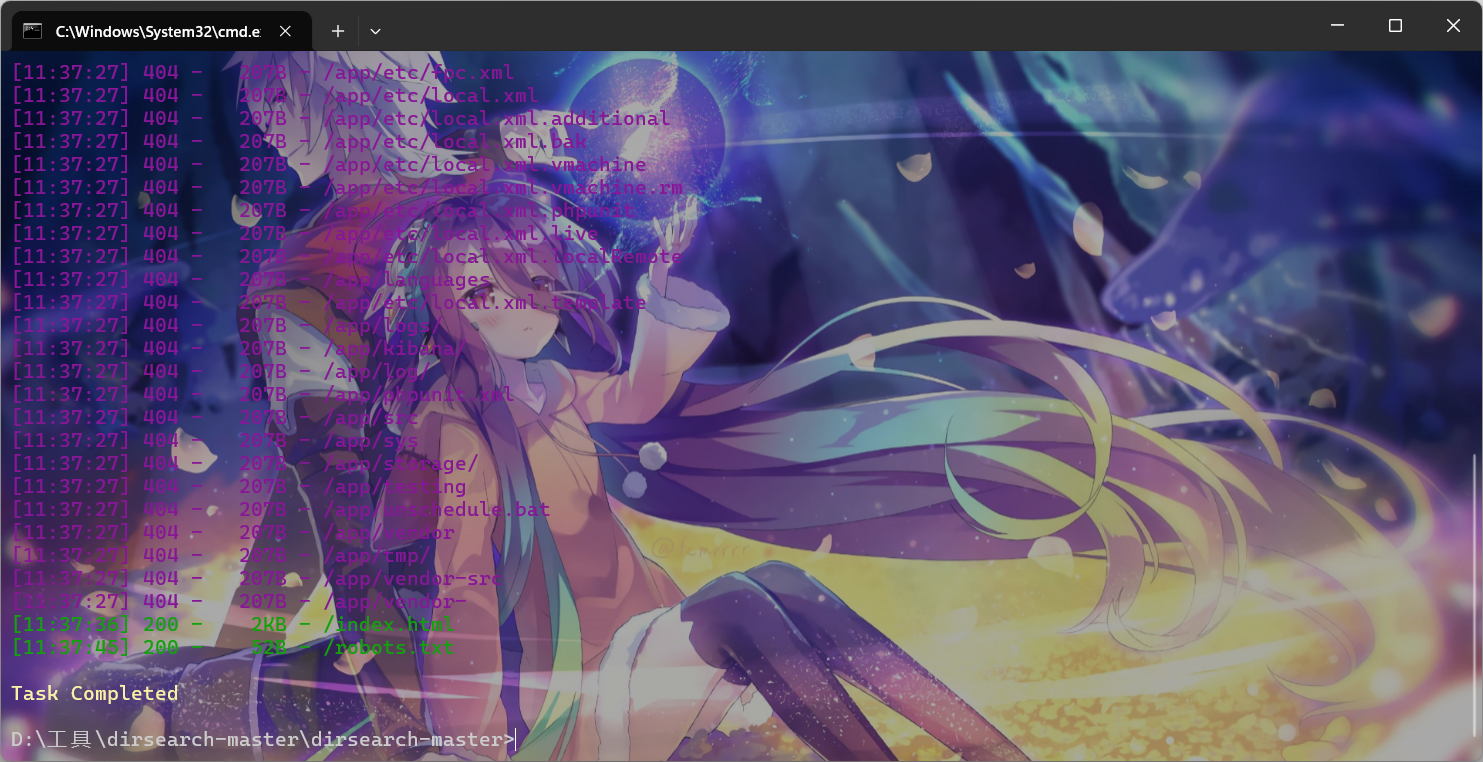 C:\Windows\System32\cmd.e
[11:37:27] 404 -   207B - /app/etc/fpc.xml
[11:37:27] 404 -   207B - /app/etc/local.xml
[11:37:27] 404 -   207B - /app/etc/local.xml.additional
[11:37:27] 404 -   207B - /app/etc/local.xml.bak
[11:37:27] 404 -   207B - /app/etc/local.xml.vmachine
[11:37:27] 404 -   207B - /app/etc/local.xml.vmachine.rm
[11:37:27] 404 -   207B - /app/etc/local.xml.phpunit
[11:37:27] 404 -   207B - /app/etc/local.xml.live
[11:37:27] 404 -   207B - /app/etc/local.xml.localRemote
[11:37:27] 404 -   207B - /app/languages
[11:37:27] 404 -   207B - /app/etc/local.xml.template
[11:37:27] 404 -   207B - /app/logs/
[11:37:27] 404 -   207B - /app/kibana/
[11:37:27] 404 -   207B - /app/log/
[11:37:27] 404 -   207B - /app/phpunit.xml
[11:37:27] 404 -   207B - /app/src
[11:37:27] 404 -   207B - /app/sys
[11:37:27] 404 -   207B - /app/storage/
[11:37:27] 404 -   207B - /app/testing
[11:37:27] 404 -   207B -
[11:37:27] 404 -   207B - /app/vendor
[11:37:27] 404 -   207B - /app/tmp/
[11:37:27] 404 -   207B - /app/vendor-src
[11:37:27] 404 -   207B - /app/vendor-
[11:37:36] 200 -    2KB - /index.html
[11:37:45] 200 -    52B - /robots.txt
Task Completed
D:\工具\dirsearch-master\dirsearch-master>